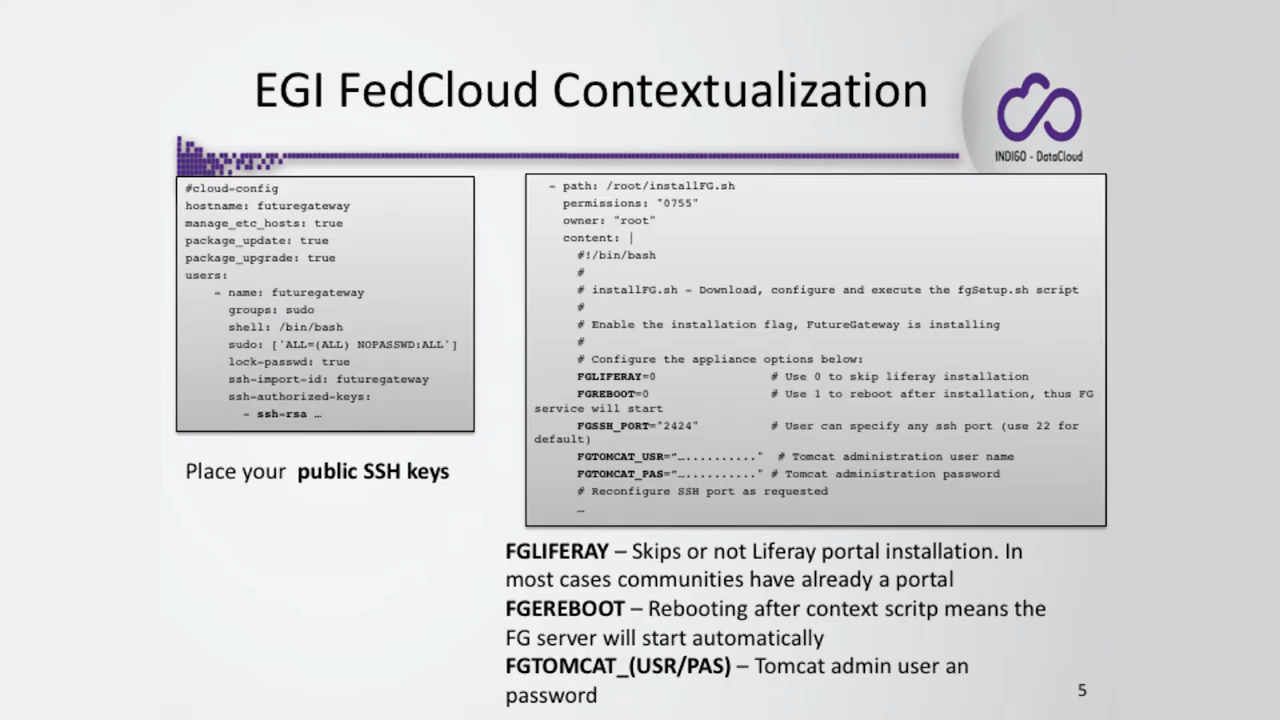 EGI FedCloud Contextualization
INDIGO - DataCloud
#cloud-config
hostname: futuregateway
manage_etc_hosts: true
package_update: true
package_upgrade: true
users:
- name: futuregateway
groups: sudo
shell: /bin/bash
sudo: ['ALL=(ALL) NOPASSWD:ALL']
lock-passwd: true
ssh-import-id: futuregateway
ssh-authorized-keys:
- ssh-rsa …
Place your public SSH keys
- path: /root/installFG.sh
permissions: "0755"
owner: "root"
content: |
#!/bin/bash
#
# installFG.sh - Download, configure and execute the fgSetup.sh script
#
# Enable the installation flag, FutureGateway is installing
#
# Configure the appliance options below:
FGLIFERAY=0 # Use 0 to skip liferay installation
FGREBOOT=0 # Use 1 to reboot after installation, thus FG
service will start
FGSSH_PORT="2424" # User can specify any ssh port (use 22 for
default)
FGTOMCAT_USR="….........." # Tomcat administration user name
FGTOMCAT_PAS="….........." # Tomcat administration password
# Reconfigure SSH port as requested
…
FGLIFERAY – Skips or not Liferay portal installation. In
most cases communities have already a portal
FGEREBOOT – Rebooting after context scritp means the
FG server will start automatically
FGTOMCAT_(USR/PAS) – Tomcat admin user an
password
5